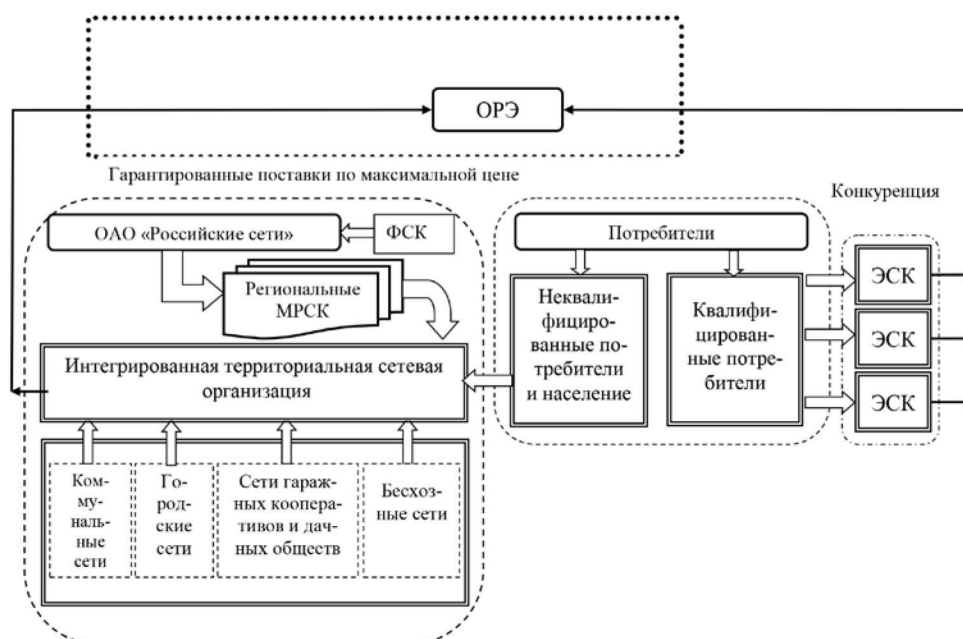 ОРЭ
Гарантированные поставки по максимальной цене
Конкуренция
ОАО «Российские сети»
ФСК
Региональные
МРСК
Интегрированная территориальная сетевая
организация
Ком-
му-
наль-
ные
сети
Го-
род-
ские
сети
Сети гараж-
ных коопера-
тивов и дач-
ных обществ
Бесхоз-
ные сети
Потребители
Неквали-
фициро-
ванные по-
требители
и население
Квалифи-
цирован-
ные потре-
бители
ЭСК
ЭСК
ЭСК